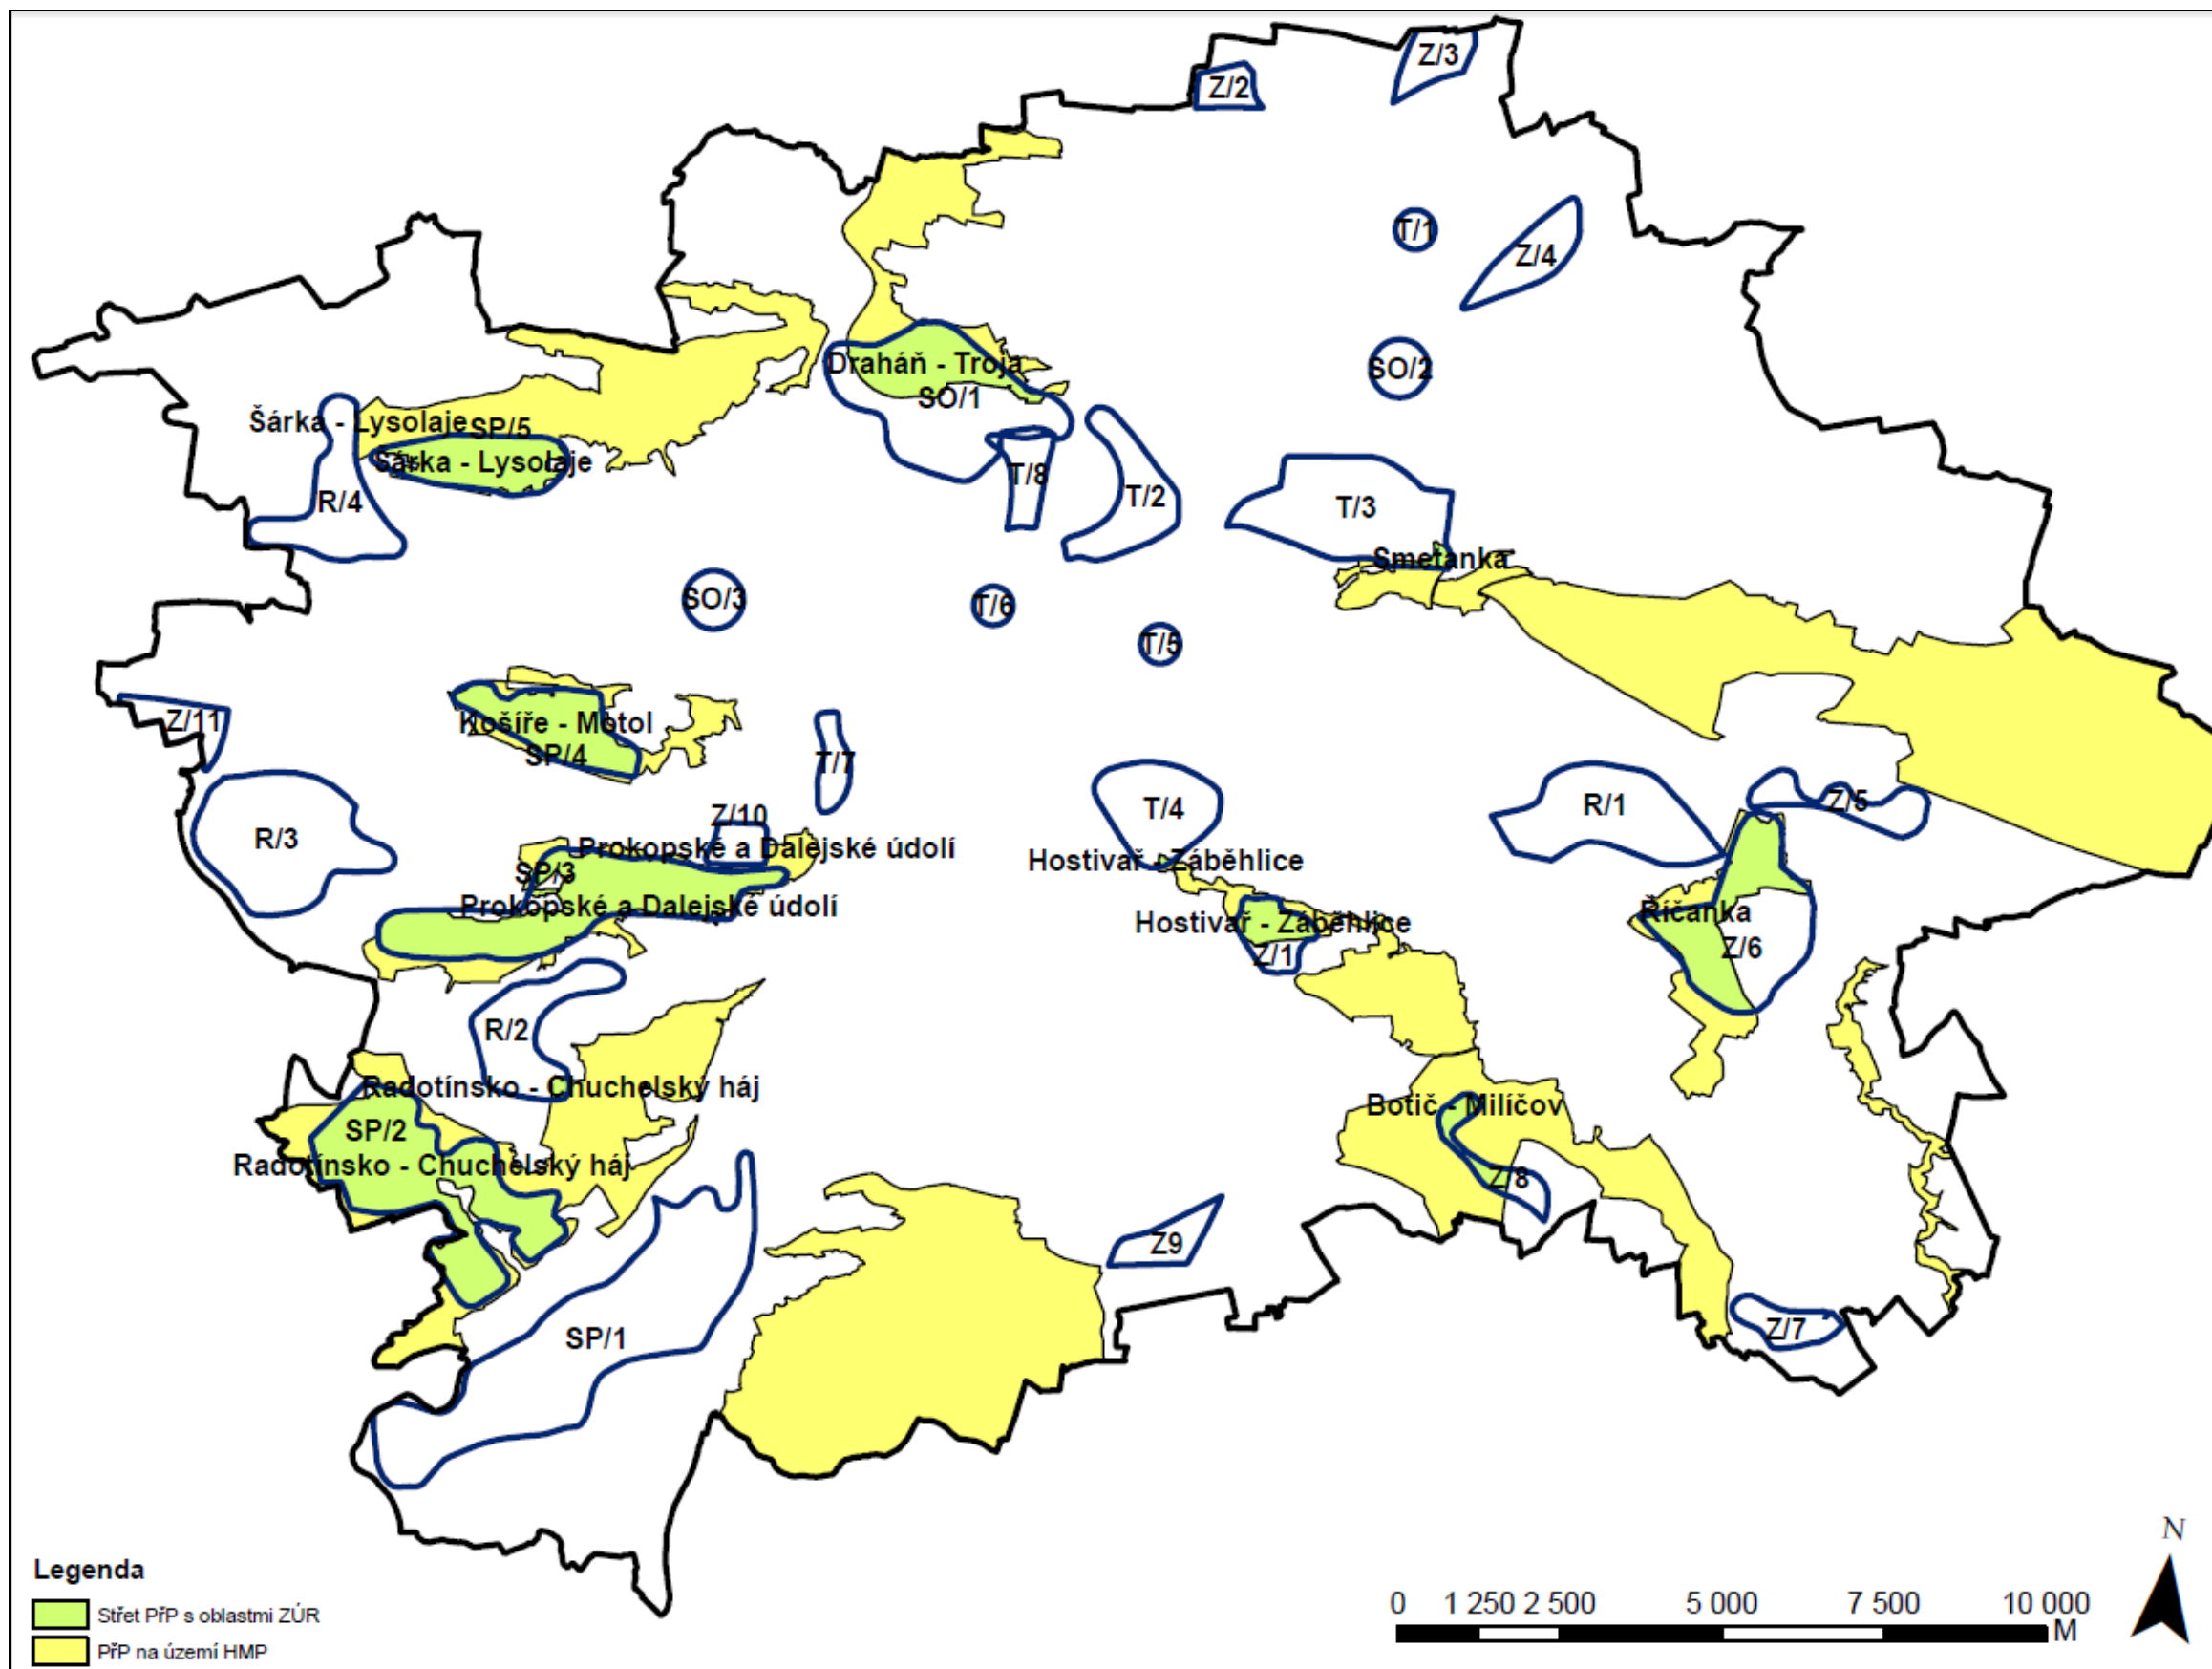 Z/3
Z/2
T/1
Z/4
Draháň - Troja
SO/2
SO/1
Šárka - Lysolaje
SP/5
Šárka - Lysolaje
T/8
R/4
T/2
T/3
Smetanka
SO/3
T/6
T/5
Z/11
Košíře - Motol
SP/4
T/7
Z/5
R/1
T/4
Z/10
R/3
Prokopské a Dalejské údolí
Hostivař - Záběhlice
SP/3
Prokopské a Dalejské údolí
Říčanka
Hostivař - Záběhlice
Z/6
Z/1
R/2
Radotínsko - Chuchelský háj
Botič - Milíčov
SP/2
Radotínsko - Chuchelský háj
Z/8
Z9
Z/7
SP/1
N
Legenda
Střet PřP s oblastmi ZÚR
PřP na území HMP
0 1 250 2 500 5 000 7 500 10 000
M